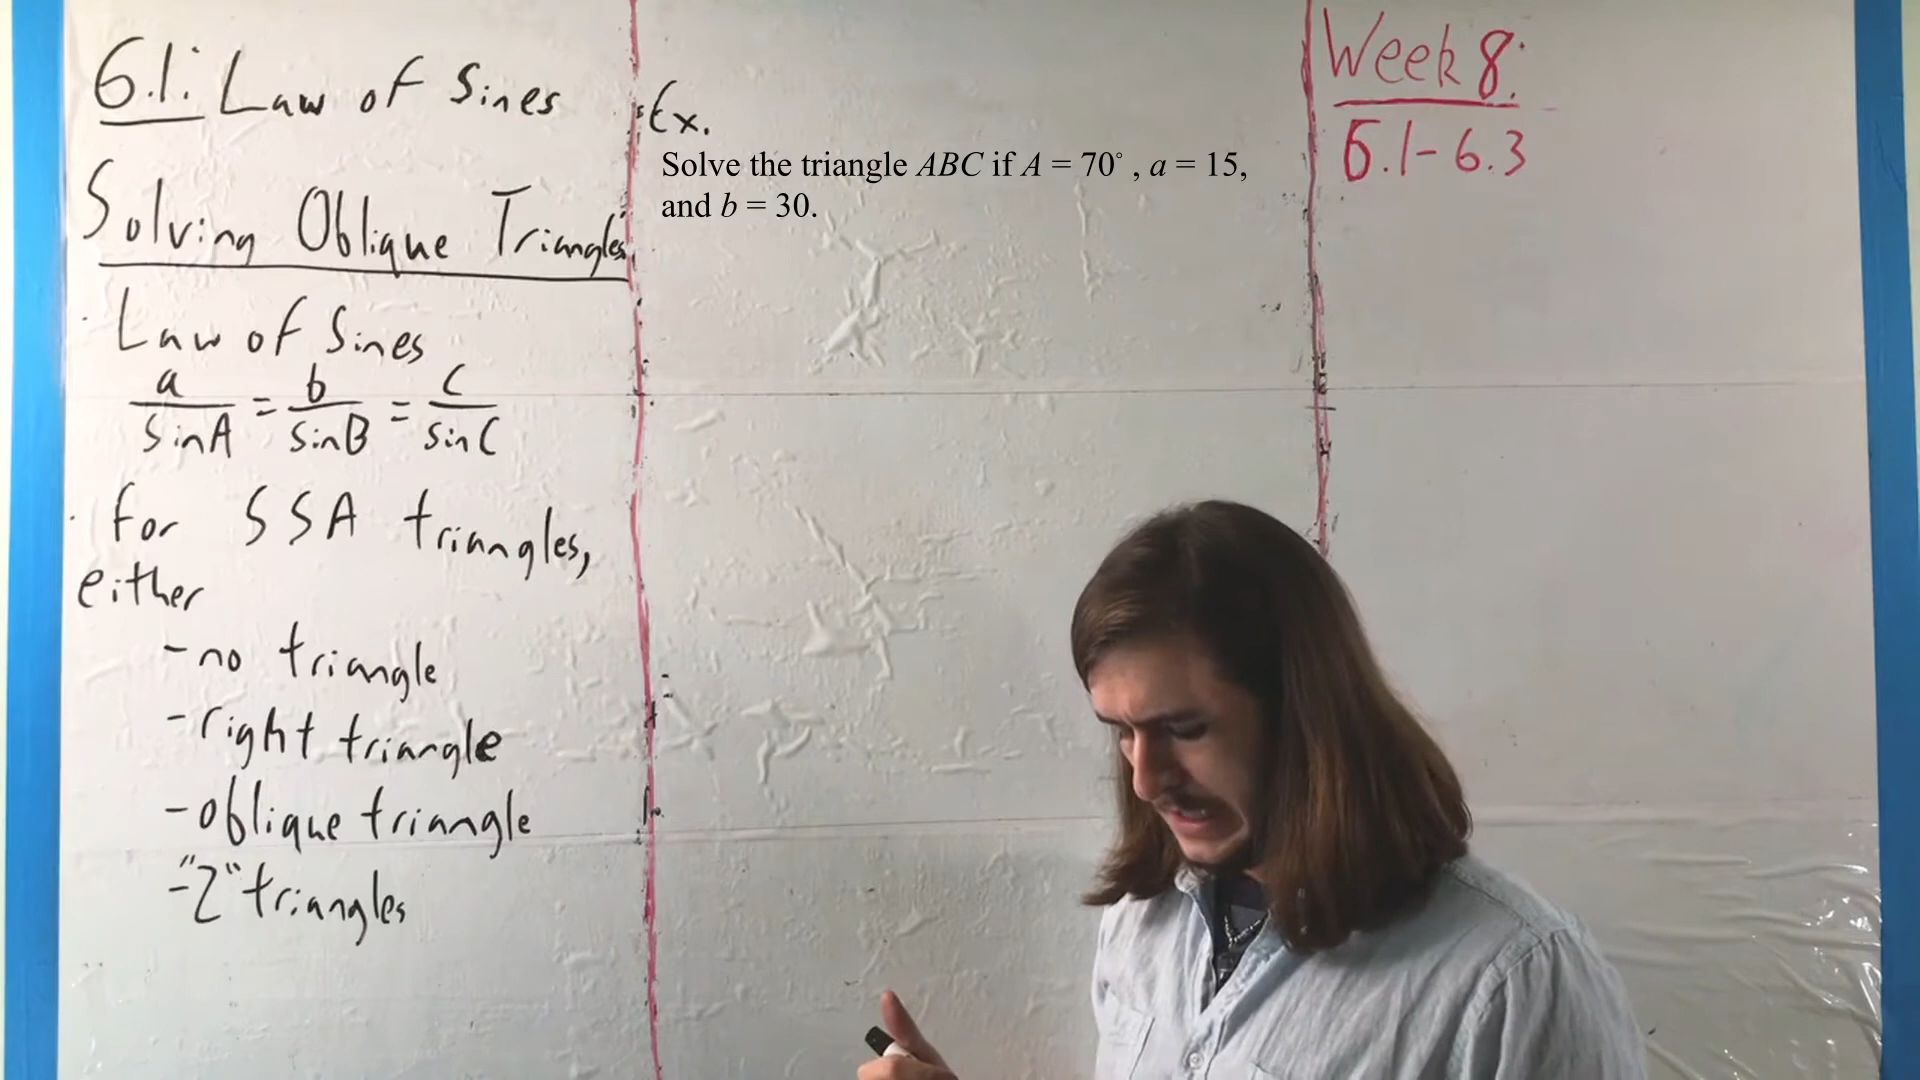 6.1: Law of Sines
Solving Oblique Triangles
· Law of Sines
a/sinA = b/sinB = c/sinC
· for SSA triangles,
either
- no triangle
- right triangle
- oblique triangle
- "2" triangles
· Ex.
Solve the triangle ABC if A = 70° , a = 15,
and b = 30.
Week 8:
6.1-6.3